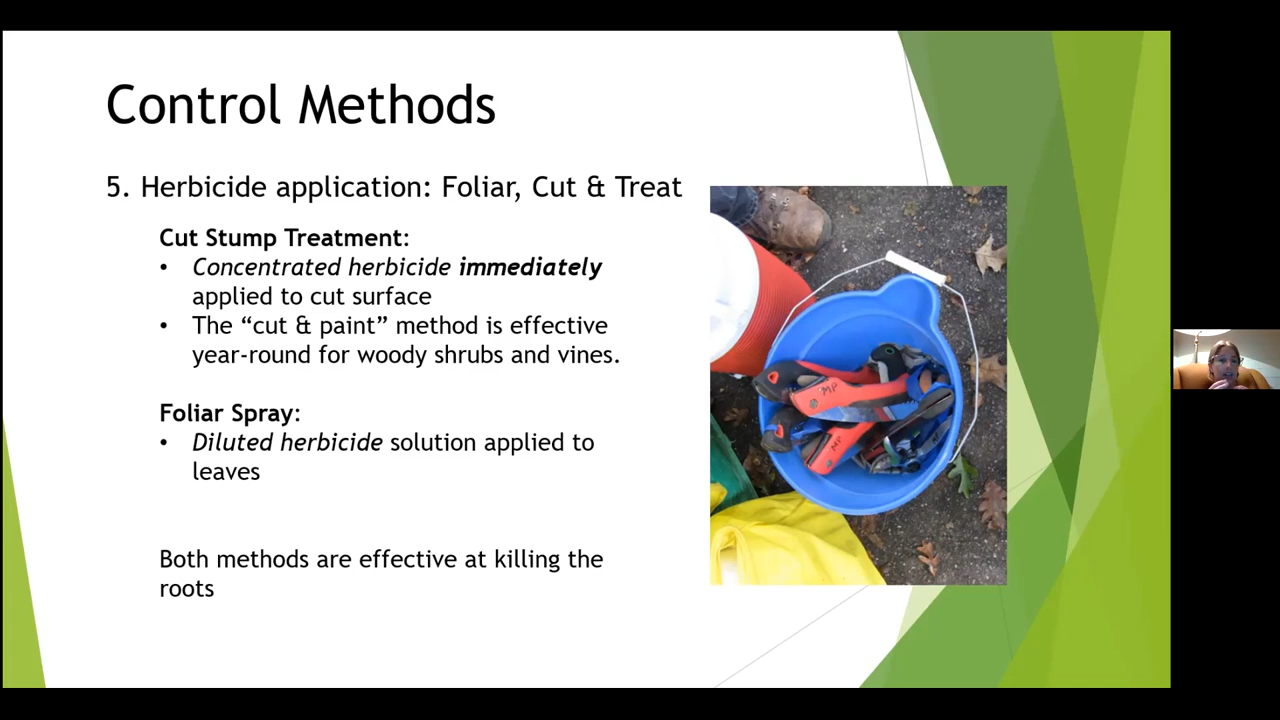 Control Methods
5. Herbicide application: Foliar, Cut & Treat
Cut Stump Treatment:
• Concentrated herbicide immediately
applied to cut surface
• The “cut & paint” method is effective
year-round for woody shrubs and vines.
Foliar Spray:
• Diluted herbicide solution applied to
leaves
Both methods are effective at killing the
roots
MP
MP